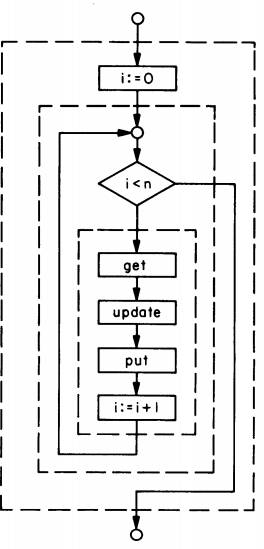 i:=0
i<n
get
update
put
i:=i+1